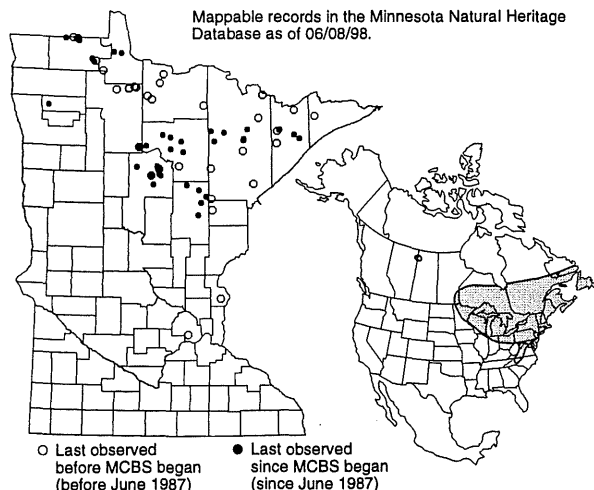 Mappable records in the Minnesota Natural Heritage
Database as of 06/08/98.
Last observed
before MCBS began
(before June 1987)
Last observed
since MCBS began
(since June 1987)